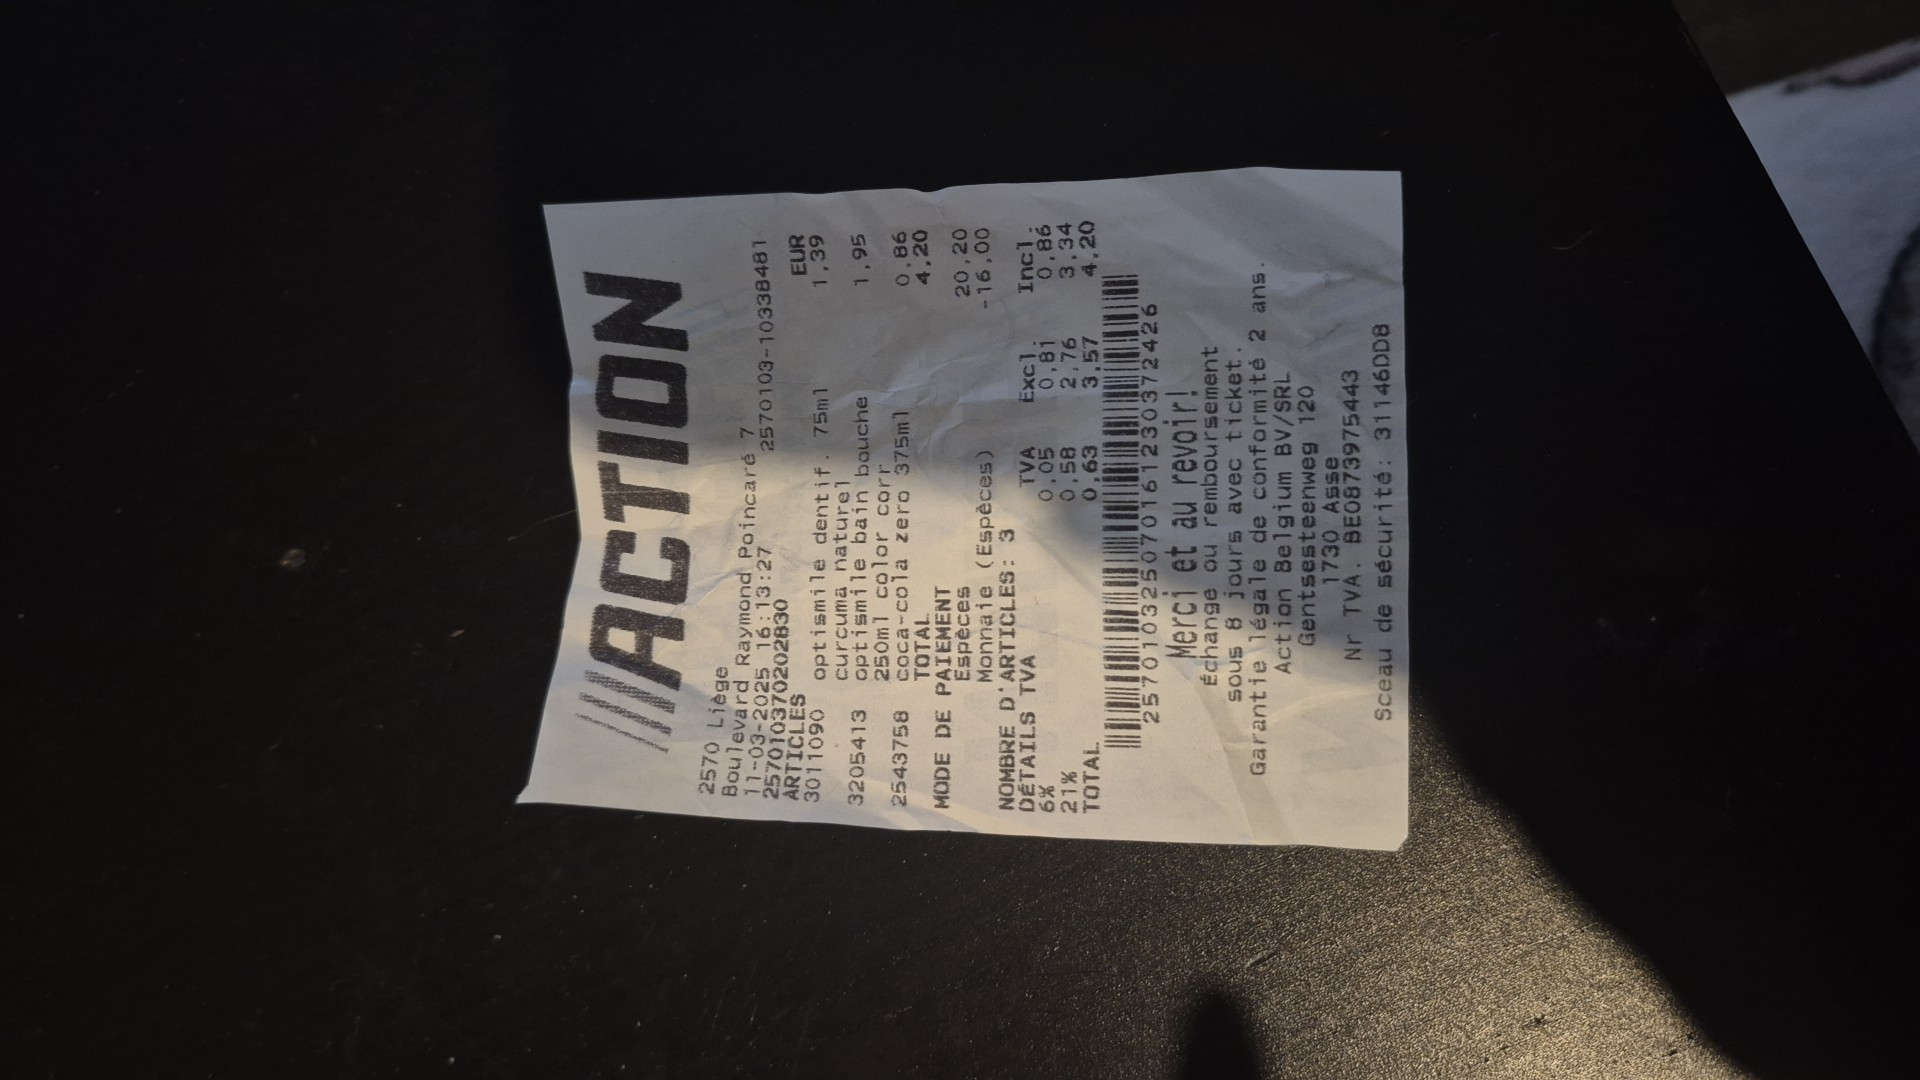 ACTION
2570 Liège
Boulevard Raymond Poincaré 7
11-03-2025 16:13:27 2570103-10338481
2570103702028​30
ARTICLES EUR
3011090 optismile dentif. 75ml 1,39
curcuma naturel
3205413 optismile bain bouche 1,95
250ml color corr
2543758 coca-cola zero 375ml 0,86
TOTAL 4,20
MODE DE PAIEMENT
Espèces 20,20
Monnaie (Espèces) -16,00
NOMBRE D'ARTICLES: 3
DÉTAILS TVA TVA Excl. Incl.
6% 0,05 0,81 0,86
21% 0,58 2,76 3,34
TOTAL 0,63 3,57 4,20
2570103250701612303​72426
Merci et au revoir!
Échange ou remboursement
sous 8 jours avec ticket.
Garantie légale de conformité 2 ans.
Action Belgium BV/SRL
Gentsesteenweg 120
1730 Asse
Nr TVA. BE0873975443
Sceau de sécurité: 31146DD8